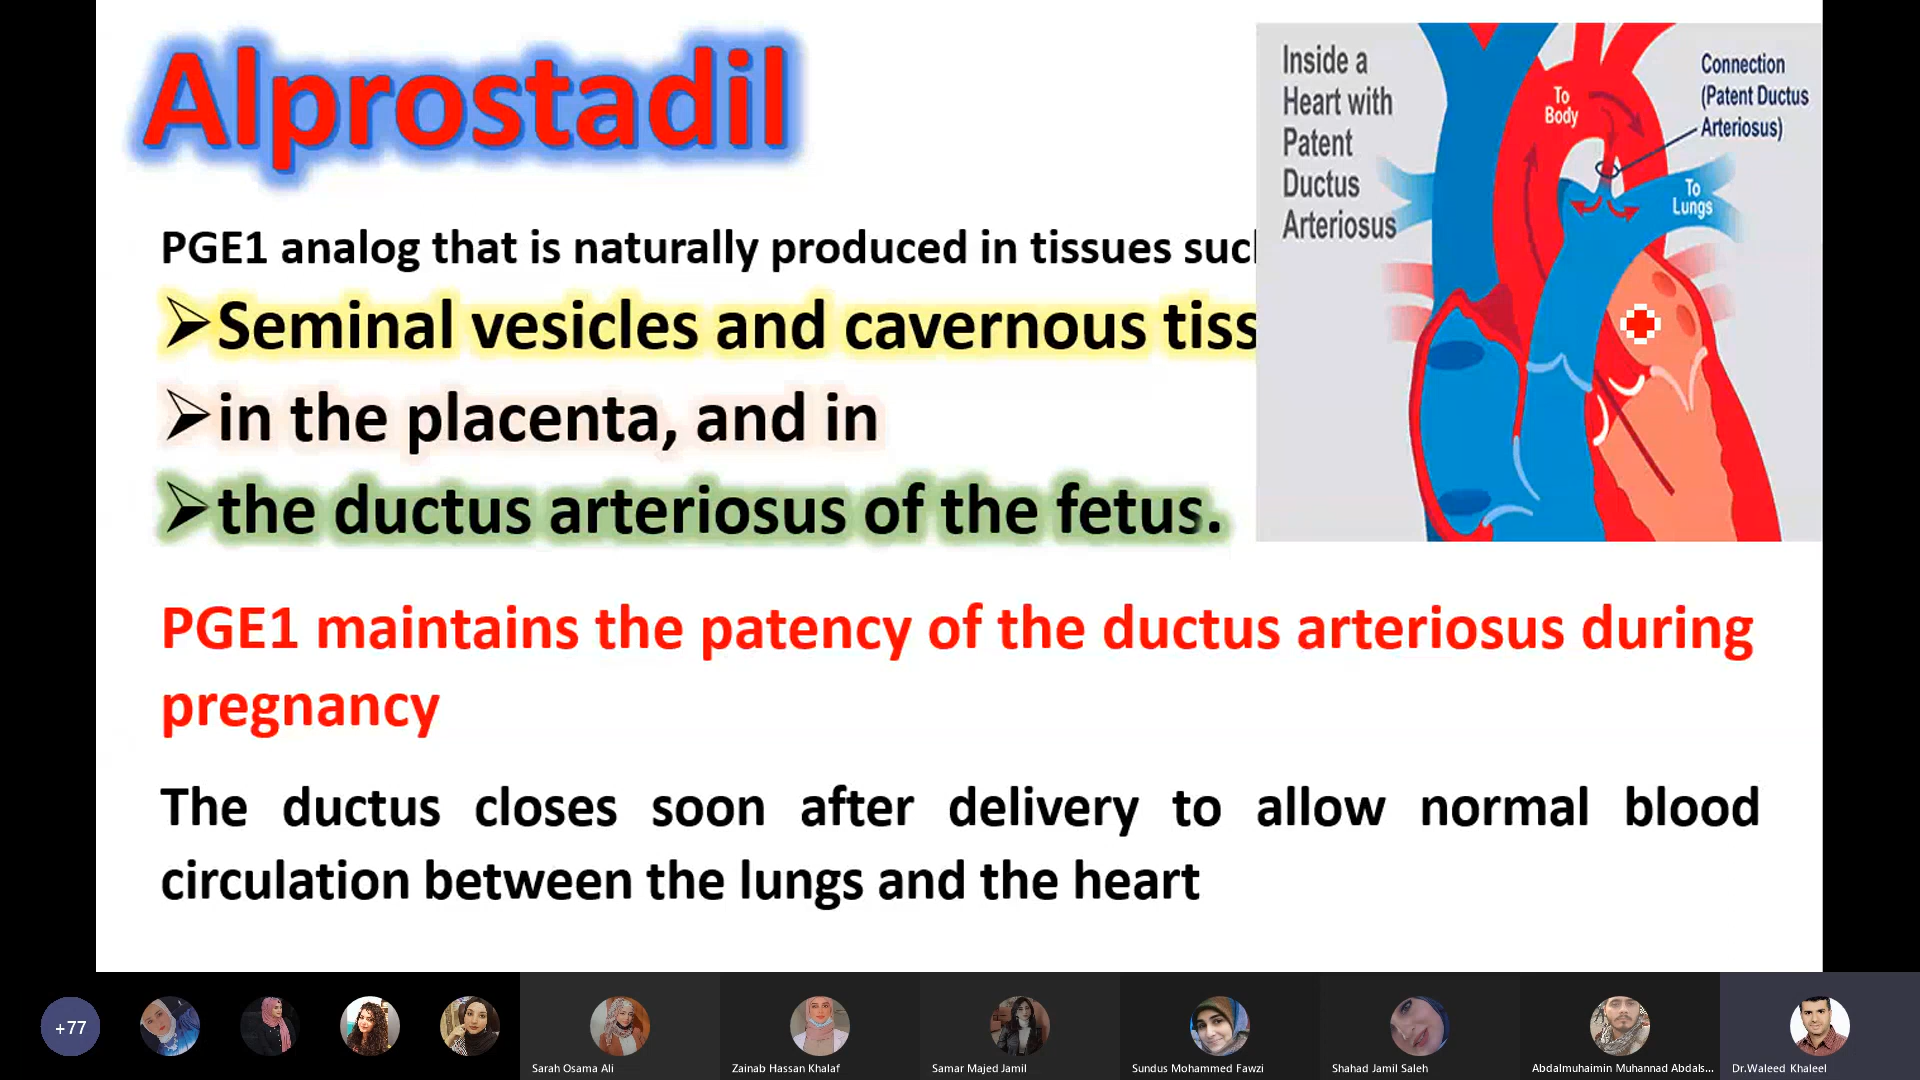 Alprostadil
PGE1 analog that is naturally produced in tissues suc
➢Seminal vesicles and cavernous tiss
➢in the placenta, and in
➢the ductus arteriosus of the fetus.
Inside a
Heart with
Patent
Ductus
Arteriosus
To
Body
Connection
(Patent Ductus
Arteriosus)
To
Lungs
PGE1 maintains the patency of the ductus arteriosus during
pregnancy
The ductus closes soon after delivery to allow normal blood
circulation between the lungs and the heart
+77
Sarah Osama Ali
Zainab Hassan Khalaf
Samar Majed Jamil
Sundus Mohammed Fawzi
Shahad Jamil Saleh
Abdalmuhaimin Muhannad Abdals...
Dr.Waleed Khaleel